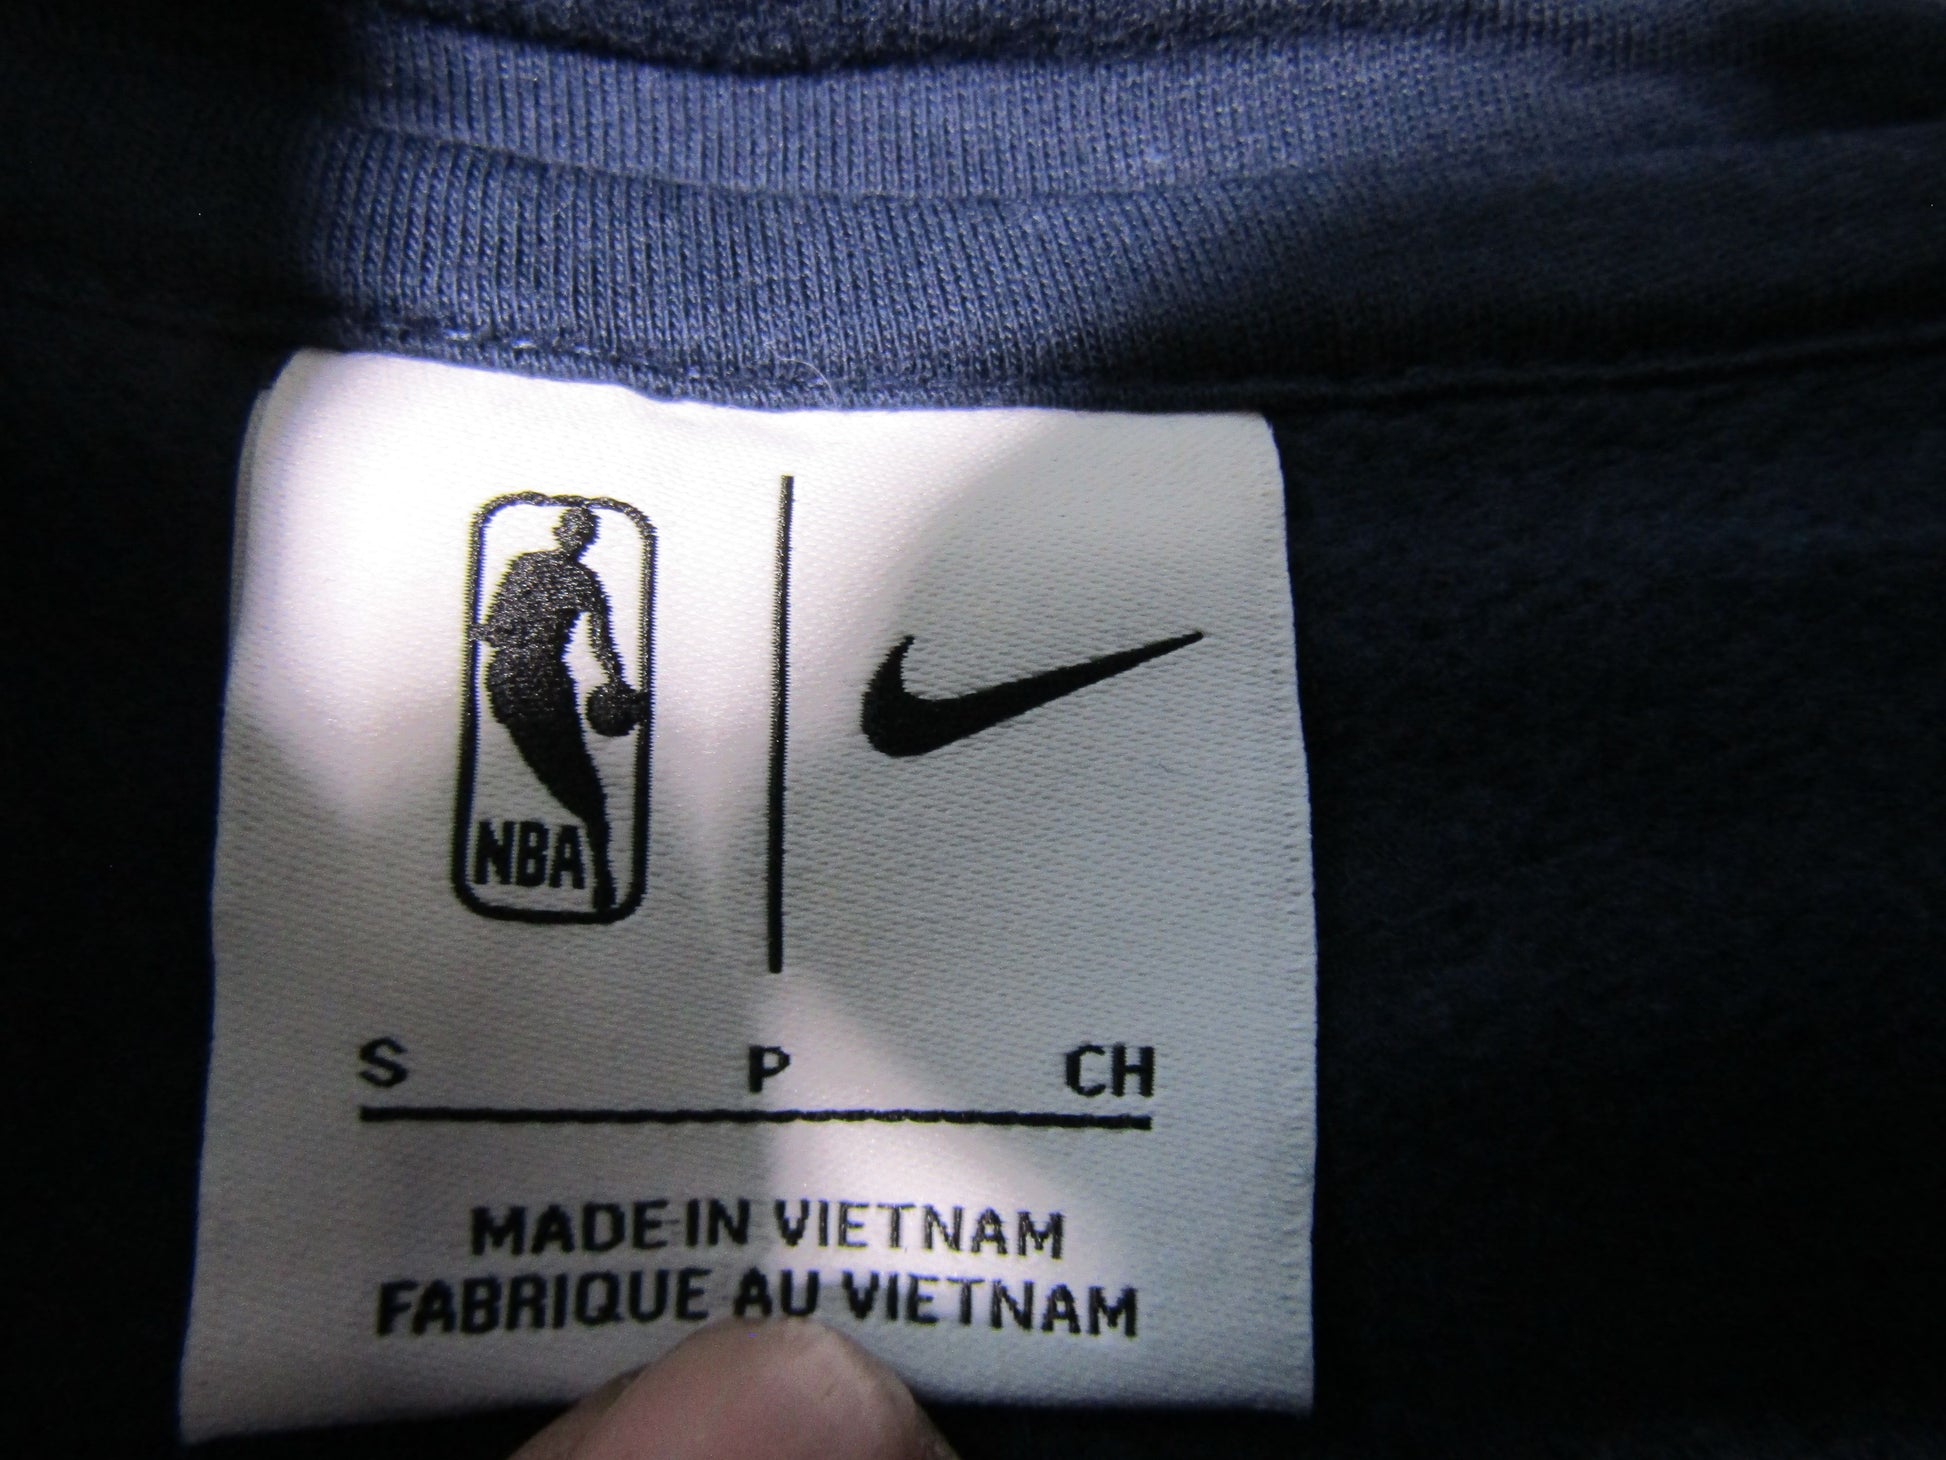 NBA
S P CH
MADE IN VIETNAM
FABRIQUE AU VIETNAM